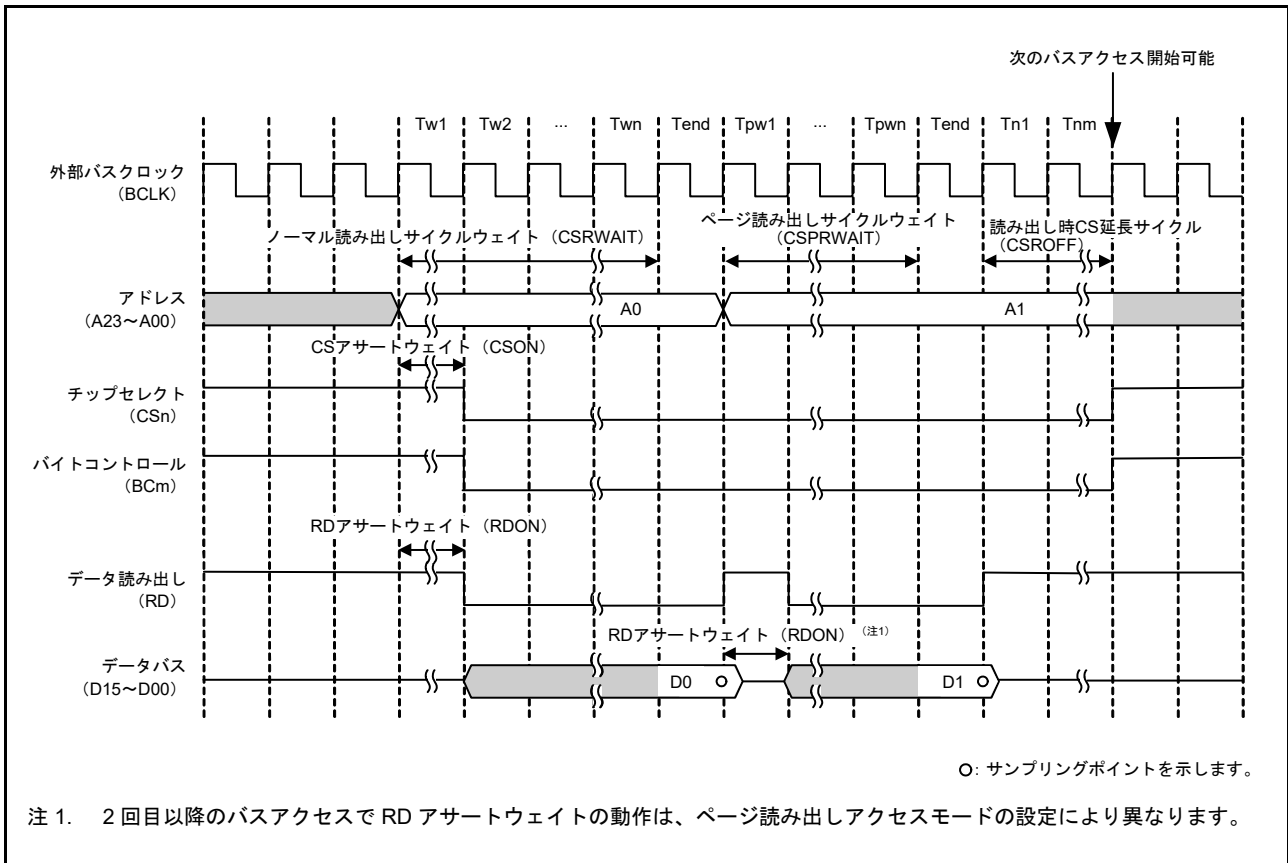 次のバスアクセス開始可能
Tw1 Tw2 ... Twn Tend Tpw1 ... Tpwn Tend Tn1 Tnm
外部バスクロック
（BCLK）
ノーマル読み出しサイクルウェイト（CSRWAIT）
ページ読み出しサイクルウェイト
（CSPRWAIT）
読み出し時CS延長サイクル
（CSROFF）
アドレス
（A23～A00）
A0
A1
CSアサートウェイト（CSON）
チップセレクト
（CSn）
バイトコントロール
（BCm）
RDアサートウェイト（RDON）
データ読み出し
（RD）
RDアサートウェイト（RDON）（注1）
データバス
（D15～D00）
D0
D1
O: サンプリングポイントを示します。
注 1. 2 回目以降のバスアクセスで RD アサートウェイトの動作は、ページ読み出しアクセスモードの設定により異なります。